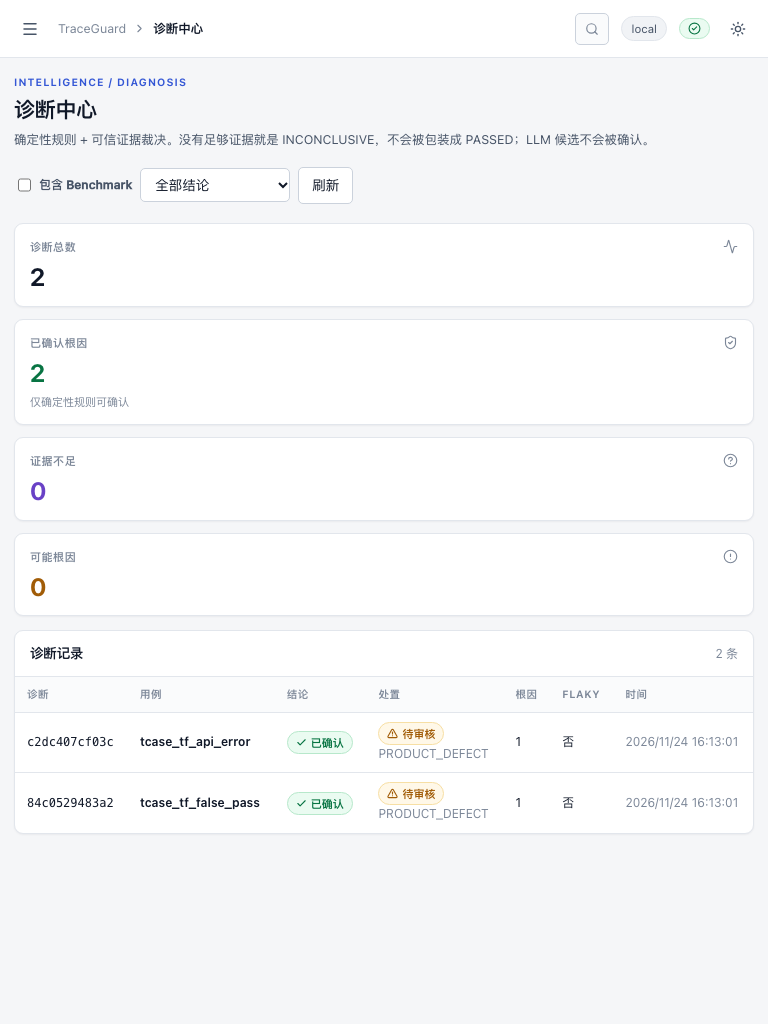 TraceGuard > 诊断中心 local
INTELLIGENCE / DIAGNOSIS
诊断中心
确定性规则 + 可信证据裁决。没有足够证据就是 INCONCLUSIVE，不会被包装成 PASSED；LLM 候选不会被确认。
包含 Benchmark 全部结论 刷新
诊断总数
2
已确认根因
2
仅确定性规则可确认
证据不足
0
可能根因
0
诊断记录 2 条
诊断 用例 结论 处置 根因 FLAKY 时间
c2dc407cf03c tcase_tf_api_error 已确认 待审核 PRODUCT_DEFECT 1 否 2026/11/24 16:13:01
84c0529483a2 tcase_tf_false_pass 已确认 待审核 PRODUCT_DEFECT 1 否 2026/11/24 16:13:01